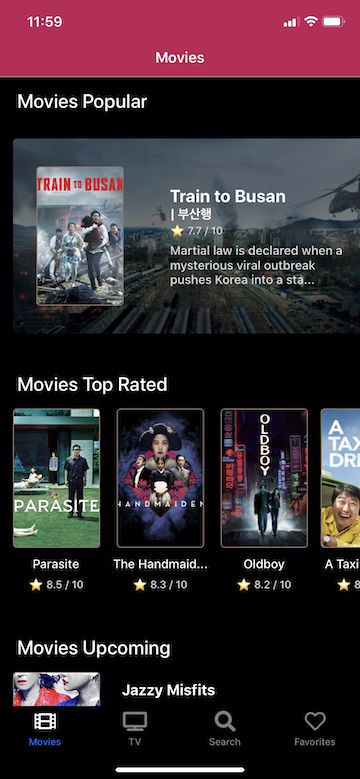 11:59
Movies
Movies Popular
TRAIN TO BUSAN
Train to Busan
| 부산행
7.7 / 10
Martial law is declared when a
mysterious viral outbreak
pushes Korea into a sta...
Movies Top Rated
PARASITE
HANDMAIDEN
OLDBOY
A
TAX
DRI
Parasite
The Handmaid...
Oldboy
A Taxi
8.5 / 10
8.3 / 10
8.2 / 10
8
Movies Upcoming
Jazzy Misfits
Movies
TV
Search
Favorites